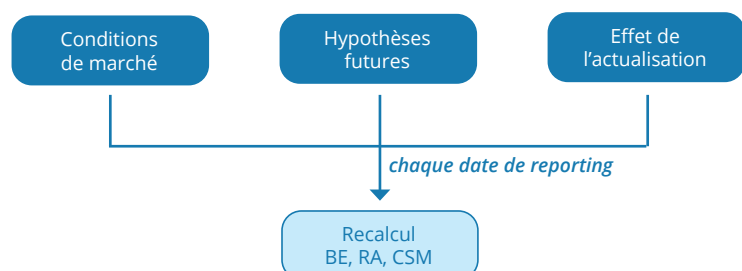 Conditions
de marché
Hypothèses
futures
Effet de
l’actualisation
chaque date de reporting
Recalcul
BE, RA, CSM